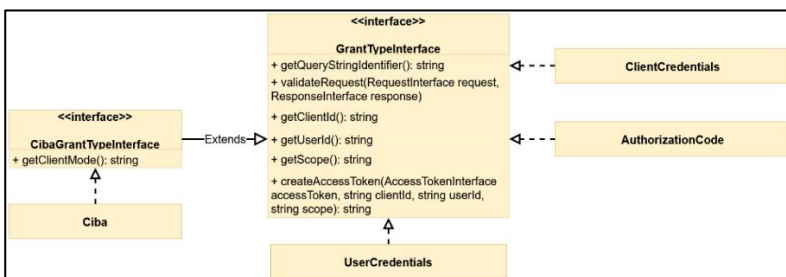 <<interface>>
GrantTypeInterface
+ getQueryStringIdentifier(): string
+ validateRequest(RequestInterface request,
ResponseInterface response)
+ getClientId(): string
+ getUserId(): string
+ getScope(): string
+ createAccessToken(AccessTokenInterface
accessToken, string clientId, string userId,
string scope): string
ClientCredentials
AuthorizationCode
<<interface>>
CibaGrantTypeInterface
+ getClientMode(): string
Extends
Ciba
UserCredentials